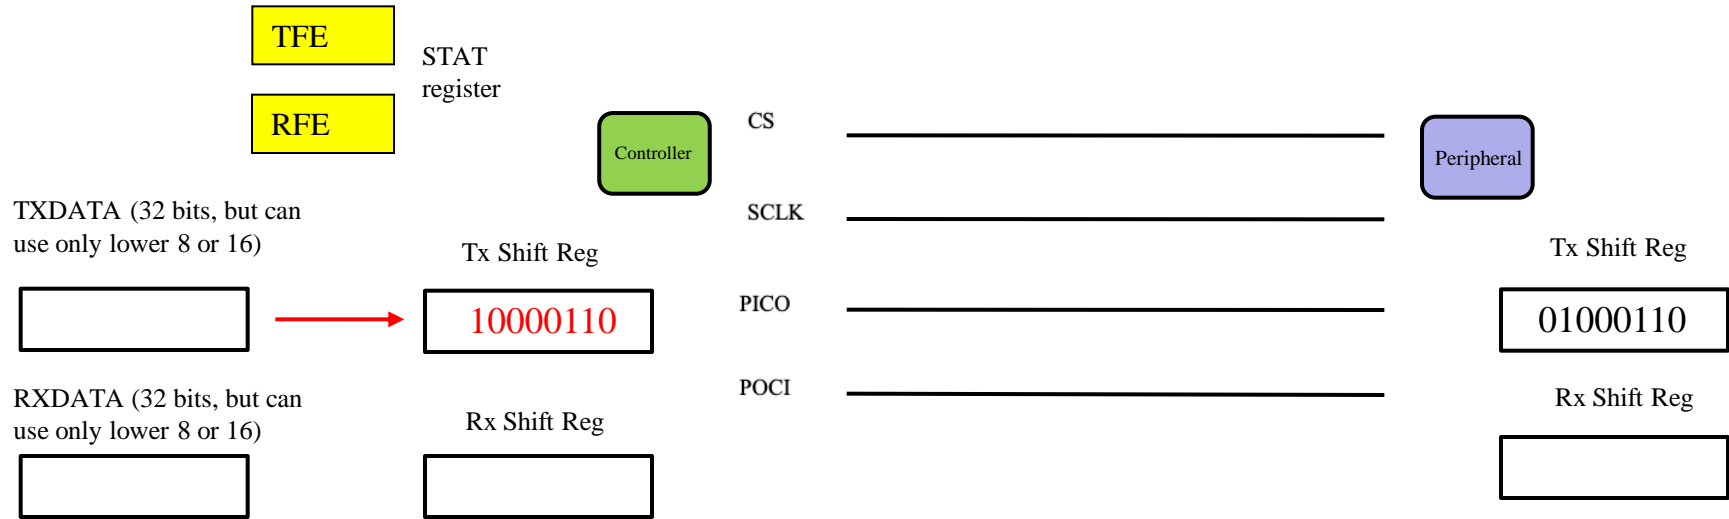 TFE
STAT
register
RFE
CS
Controller
Peripheral
TXDATA (32 bits, but can
use only lower 8 or 16)
SCLK
Tx Shift Reg
Tx Shift Reg
10000110
PICO
01000110
RXDATA (32 bits, but can
use only lower 8 or 16)
POCI
Rx Shift Reg
Rx Shift Reg